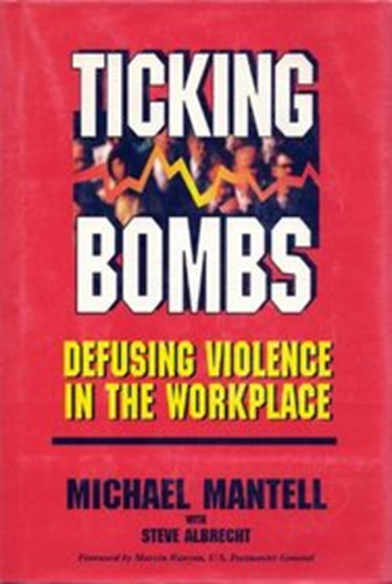 TICKING
BOMBS
DEFUSING VIOLENCE
IN THE WORKPLACE
MICHAEL MANTELL
WITH
STEVE ALBRECHT
Foreword by Marvin Runyon, U.S. Postmaster General